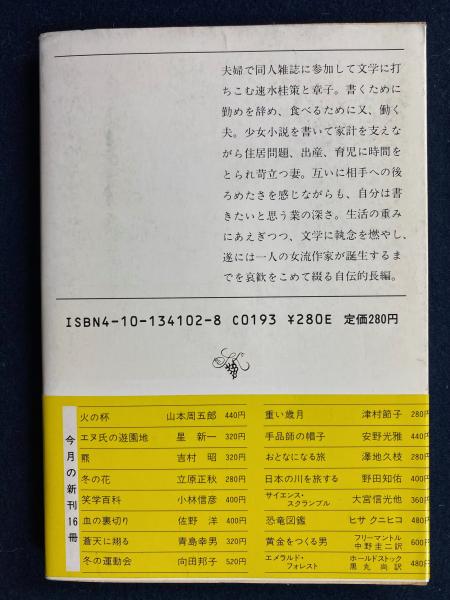 夫婦で同人雑誌に参加して文学に打
ちこむ速水桂策と章子。書くために
勤めを辞め、食べるために又、働く
夫。少女小説を書いて家計を支えな
がら住居問題、出産、育児に時間を
とられ苛立つ妻。互いに相手への後
ろめたさを感じながらも、自分は書
きたいと思う業の深さ。生活の重み
にあえぎつつ、文学に執念を燃やし、
遂には一人の女流作家が誕生するま
でを哀歓をこめて綴る自伝的長編。
ISBN4-10-134102-8 C0193 ¥280E 定価280円
今月の新刊16冊
火の杯 山本周五郎 440円
エヌ氏の遊園地 星 新一 320円
羆 吉村 昭 320円
冬の花 立原正秋 280円
笑学百科 小林信彦 400円
血の裏切り 佐野 洋 400円
蒼天に翔る 青島幸男 320円
冬の運動会 向田邦子 520円
重い歳月 津村節子 280円
手品師の帽子 安野光雅 440円
おとなになる旅 澤地久枝 280円
日本の川を旅する 野田知佑 400円
サイエンス・スクランブル 大宮信光他 360円
恐竜図鑑 ヒサ クニヒコ 480円
黄金をつくる男 フリーマントル 中野圭二訳 600円
エメラルド・フォレスト ホールドストック 黒丸 尚訳 480円